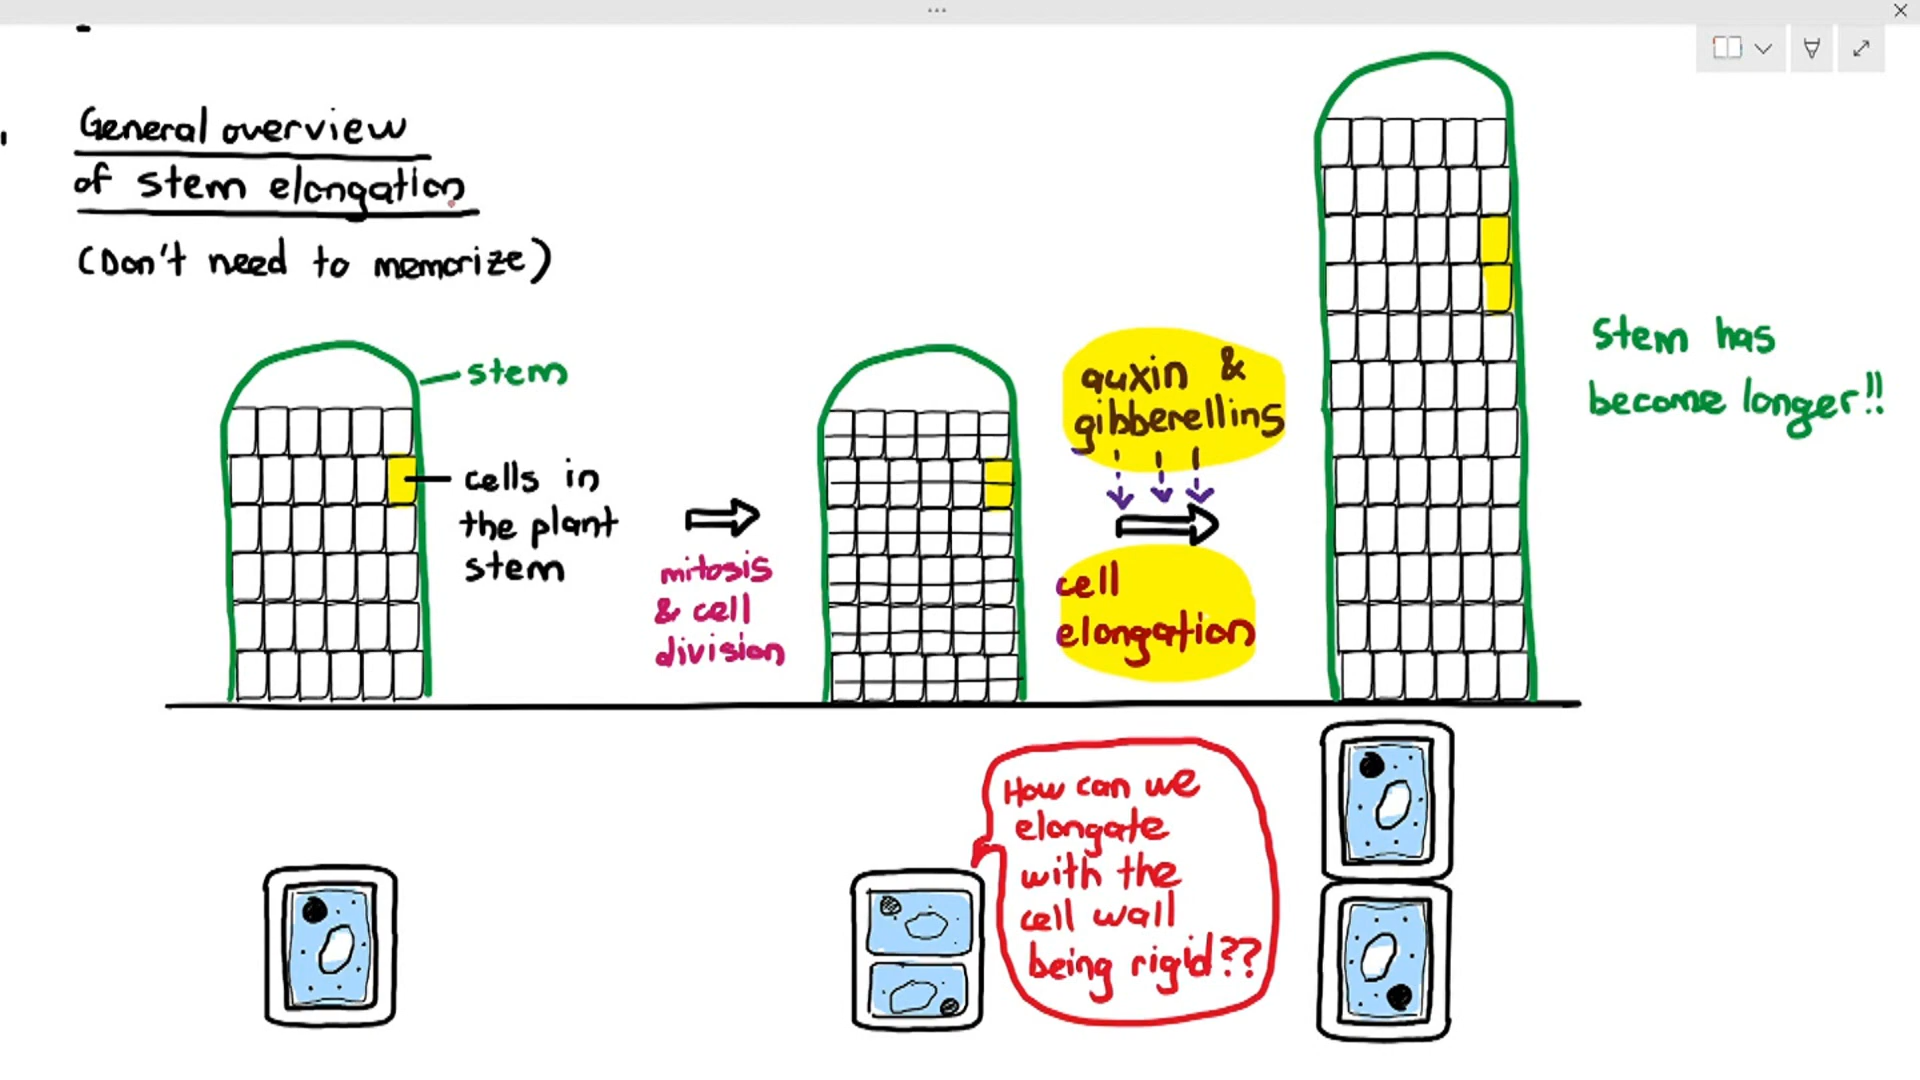 General overview
of stem elongation
(Don't need to memorize)
stem
cells in
the plant
stem
mitosis
& cell
division
auxin &
gibberellins
cell
elongation
stem has
become longer!!
How can we
elongate
with the
cell wall
being rigid??